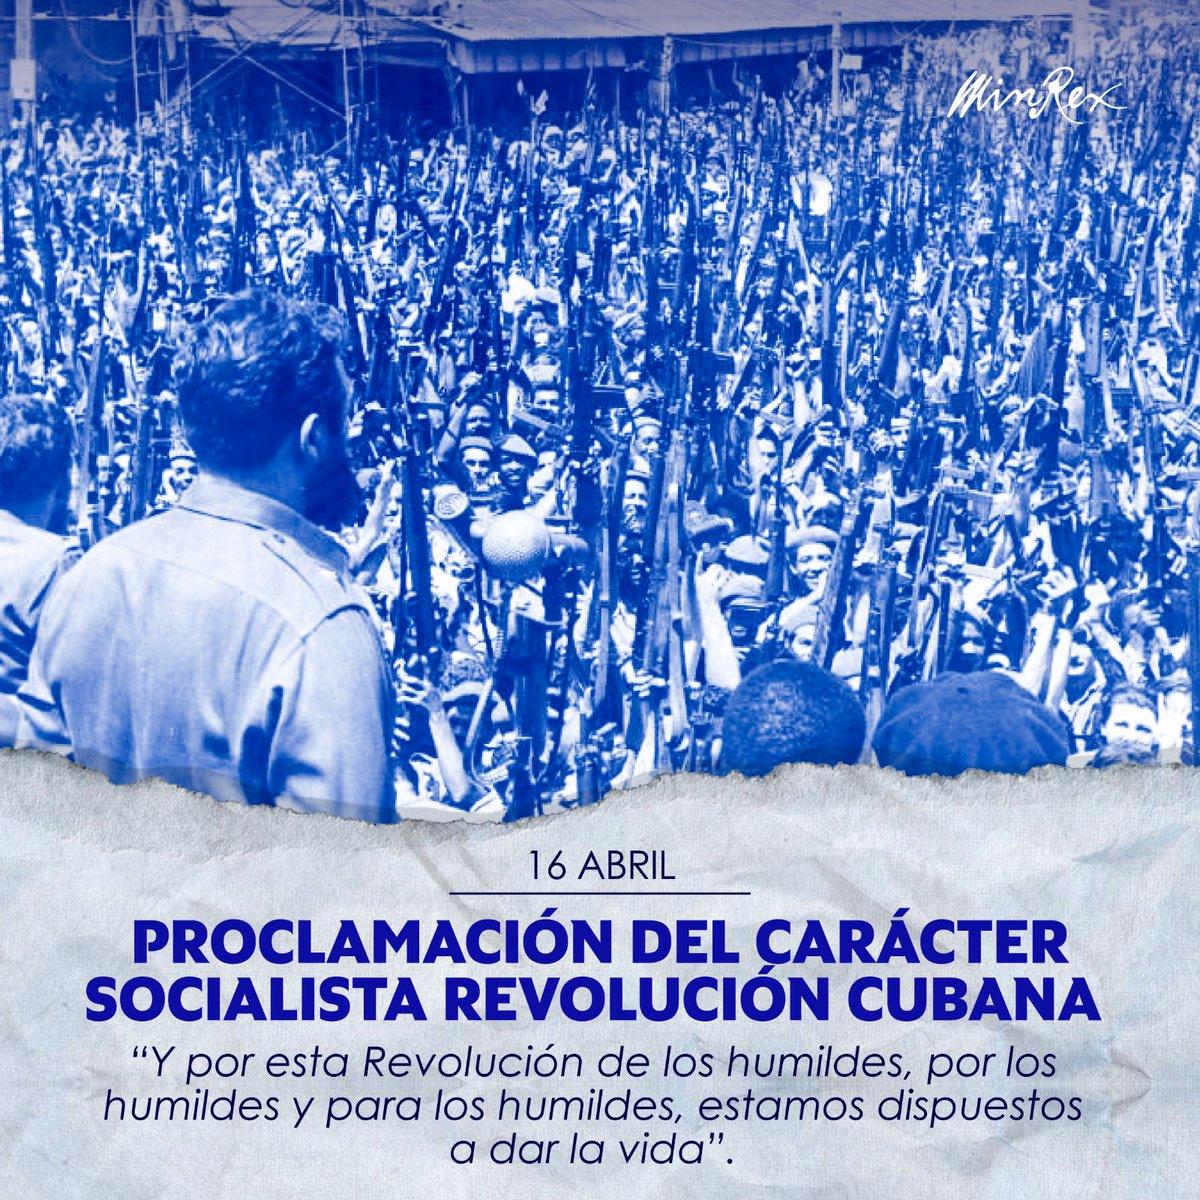 MinRex
16 ABRIL
PROCLAMACIÓN DEL CARÁCTER
SOCIALISTA REVOLUCIÓN CUBANA
“Y por esta Revolución de los humildes, por los
humildes y para los humildes, estamos dispuestos
a dar la vida”.